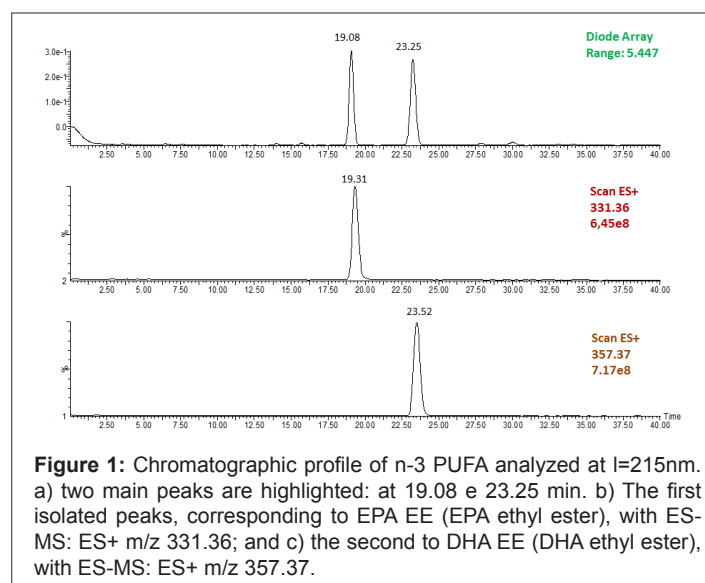 19.08
23.25
Diode Array
Range: 5.447
3.0e-1
2.0e-1
1.0e-1
0.0
2.50 5.00 7.50 10.00 12.50 15.00 17.50 20.00 22.50 25.00 27.50 30.00 32.50 35.00 37.50 40.00
19.31
Scan ES+
331.36
6,45e8
2
2.50 5.00 7.50 10.00 12.50 15.00 17.50 20.00 22.50 25.00 27.50 30.00 32.50 35.00 37.50 40.00
23.52
Scan ES+
357.37
7.17e8
1
Time
2.50 5.00 7.50 10.00 12.50 15.00 17.50 20.00 22.50 25.00 27.50 30.00 32.50 35.00 37.50 40.00
Figure 1: Chromatographic profile of n-3 PUFA analyzed at l=215nm.
a) two main peaks are highlighted: at 19.08 e 23.25 min. b) The first
isolated peaks, corresponding to EPA EE (EPA ethyl ester), with ES-
MS: ES+ m/z 331.36; and c) the second to DHA EE (DHA ethyl ester),
with ES-MS: ES+ m/z 357.37.